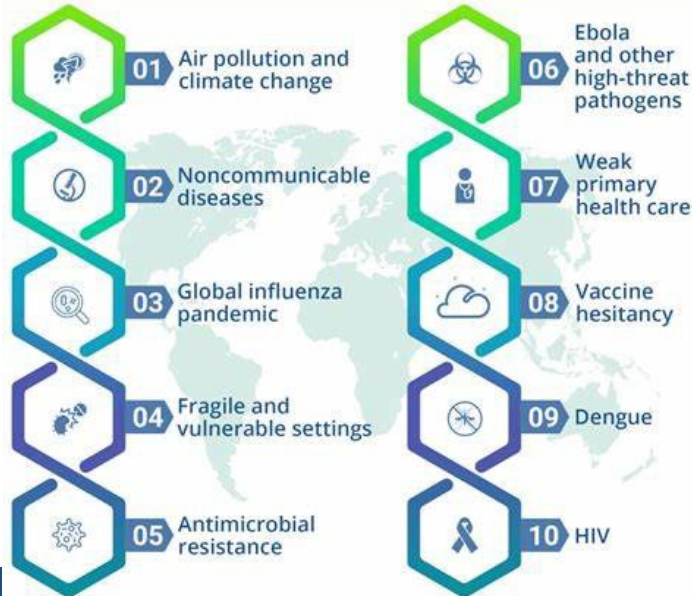 01 Air pollution and
climate change
02 Noncommunicable
diseases
03 Global influenza
pandemic
04 Fragile and
vulnerable settings
05 Antimicrobial
resistance
06 Ebola
and other
high-threat
pathogens
07 Weak
primary
health care
08 Vaccine
hesitancy
09 Dengue
10 HIV